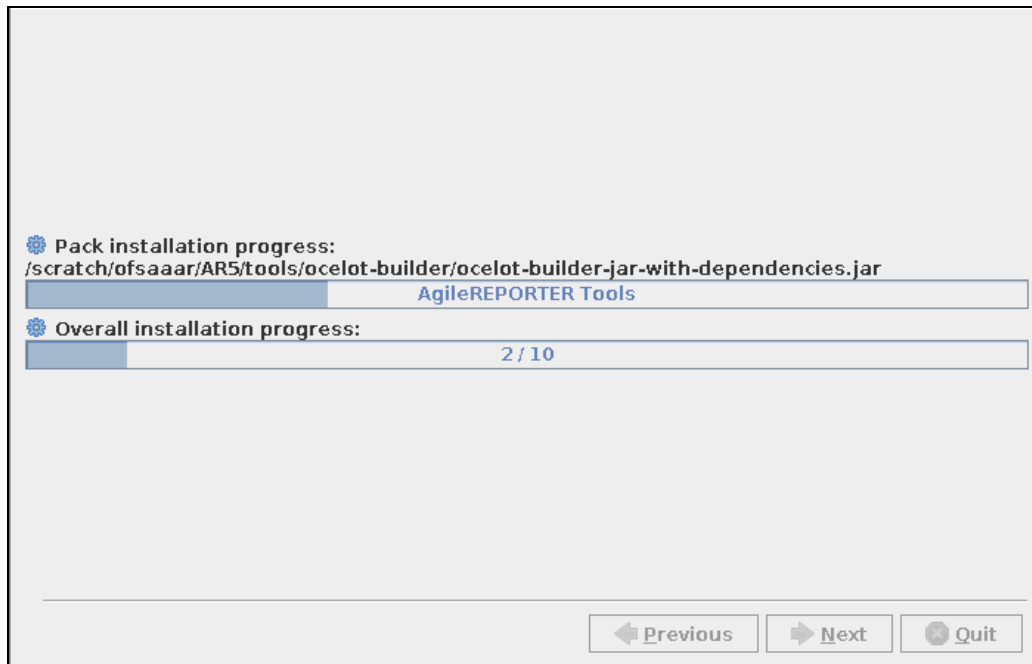 Pack installation progress:
/scratch/ofsaaar/AR5/tools/ocelot-builder/ocelot-builder-jar-with-dependencies.jar
AgileREPORTER Tools
Overall installation progress:
2 / 10
Previous Next Quit